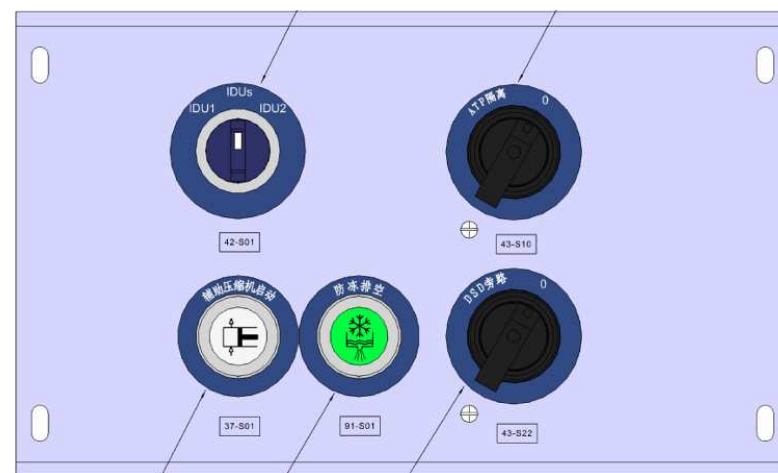 IDUs
IDU1
IDU2
ATP隔离
0
42-S01
43-S10
辅助压缩机启动
防冻排空
DSD旁路
0
37-S01
91-S01
43-S22